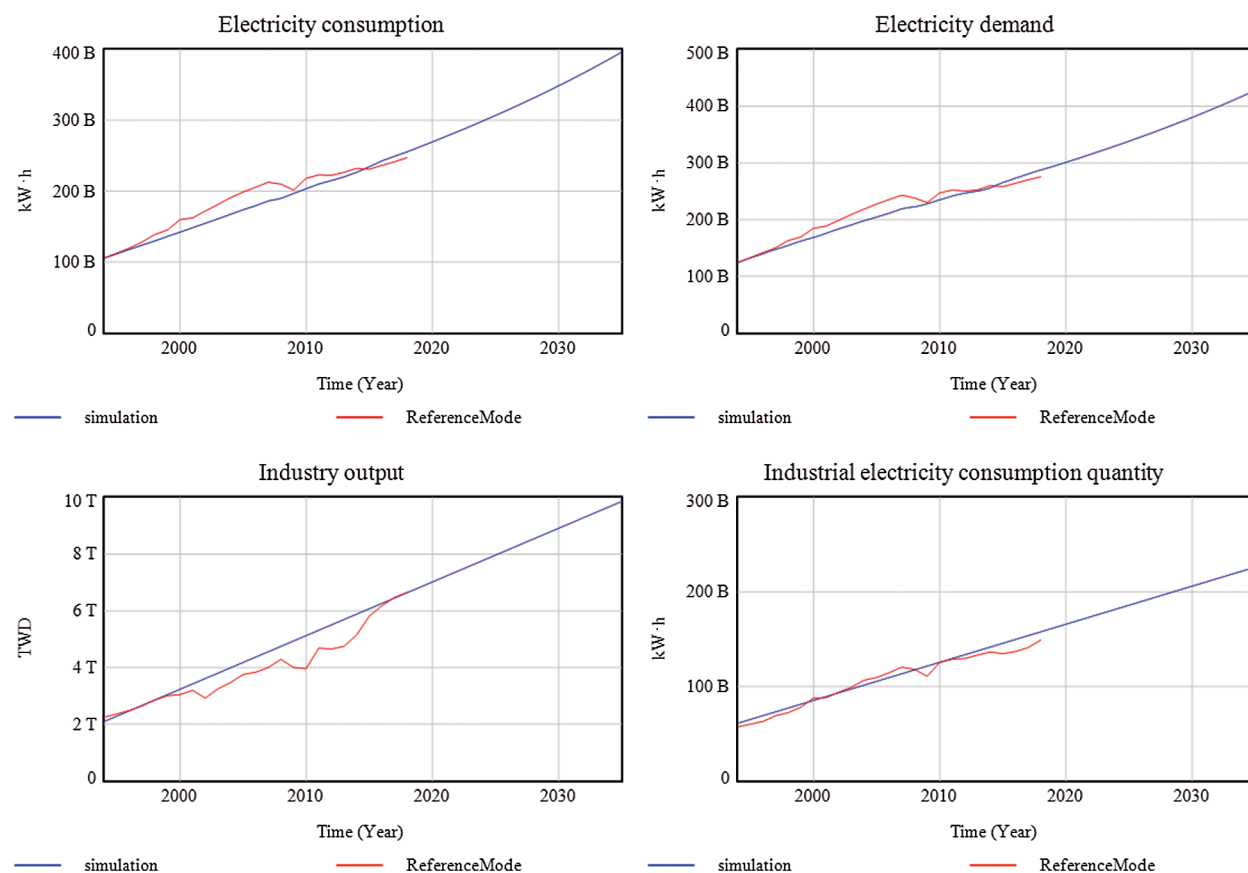 Electricity consumption
400 B
300 B
200 B
100 B
0
kW·h
2000 2010 2020 2030
Time (Year)
simulation ReferenceMode
Electricity demand
500 B
400 B
300 B
200 B
100 B
0
kW·h
2000 2010 2020 2030
Time (Year)
simulation ReferenceMode
Industry output
10 T
8 T
6 T
4 T
2 T
0
TWD
2000 2010 2020 2030
Time (Year)
simulation ReferenceMode
Industrial electricity consumption quantity
300 B
200 B
100 B
0
kW·h
2000 2010 2020 2030
Time (Year)
simulation ReferenceMode